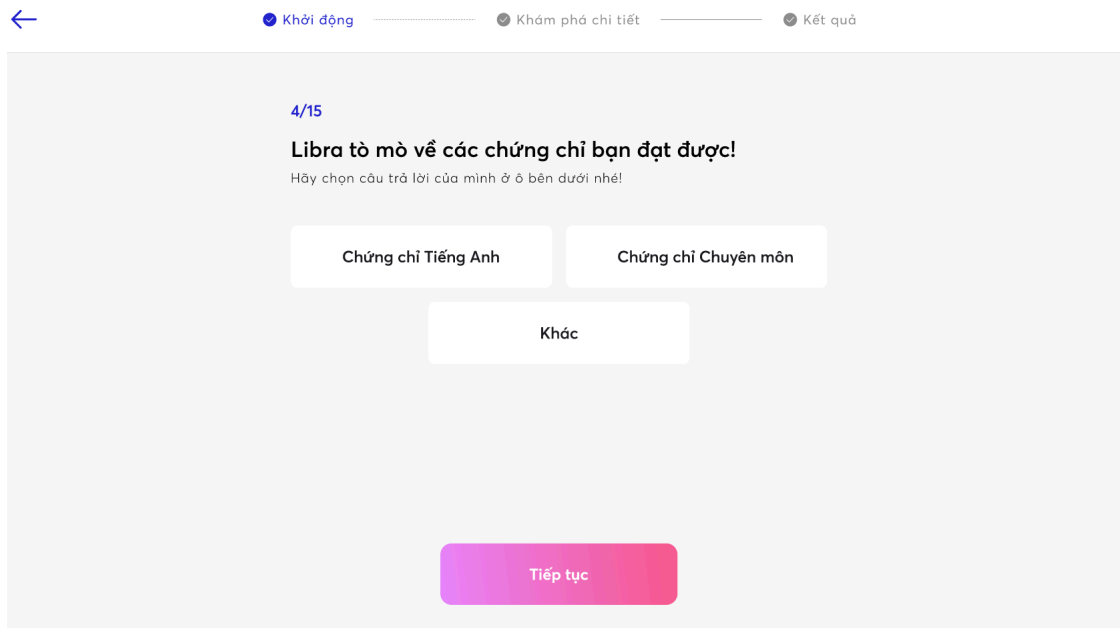 Khởi động
Khám phá chi tiết
Kết quả
4/15
Libra tò mò về các chứng chỉ bạn đạt được!
Hãy chọn câu trả lời của mình ở ô bên dưới nhé!
Chứng chỉ Tiếng Anh
Chứng chỉ Chuyên môn
Khác
Tiếp tục